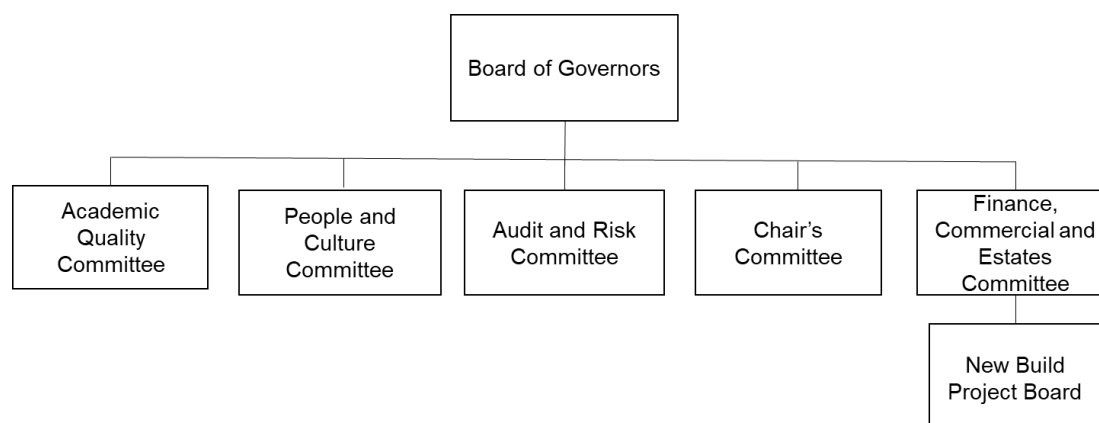 Board of Governors
Academic
Quality
Committee
People and
Culture
Committee
Audit and Risk
Committee
Chair’s
Committee
Finance,
Commercial and
Estates
Committee
New Build
Project Board